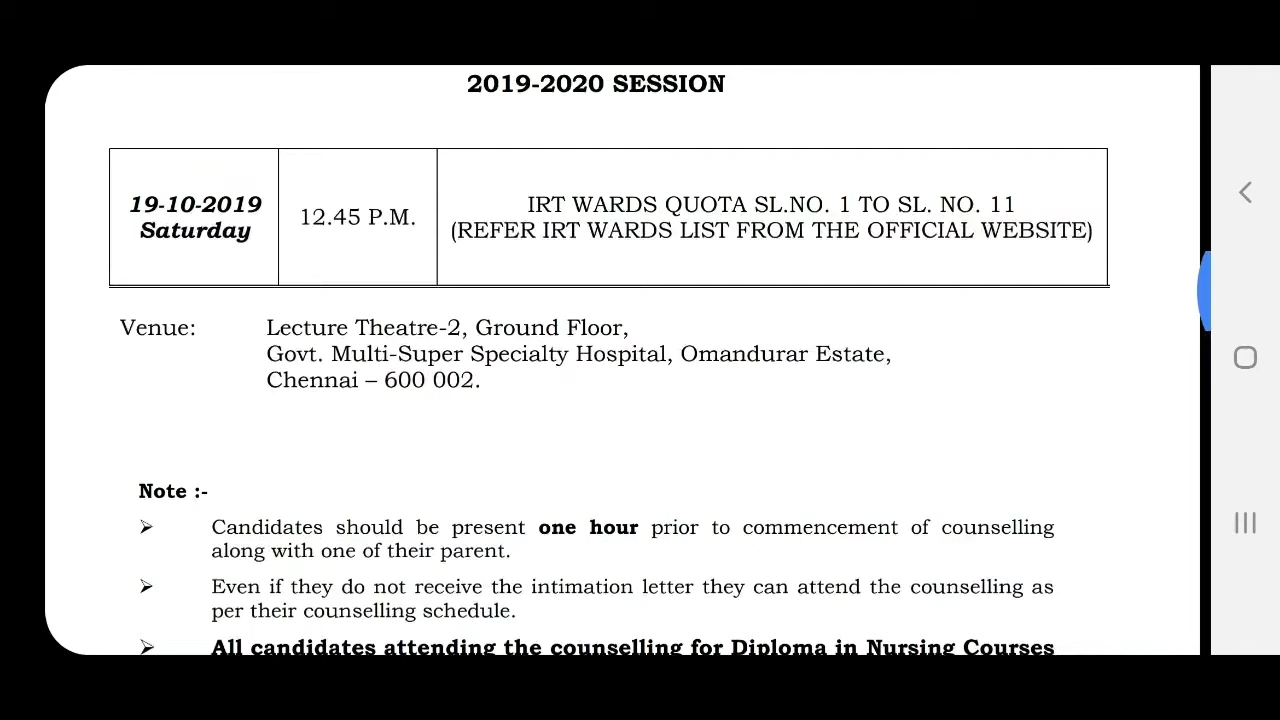 2019-2020 SESSION
19-10-2019
Saturday
12.45 P.M.
IRT WARDS QUOTA SL.NO. 1 TO SL. NO. 11
(REFER IRT WARDS LIST FROM THE OFFICIAL WEBSITE)
Venue: Lecture Theatre-2, Ground Floor,
Govt. Multi-Super Specialty Hospital, Omandurar Estate,
Chennai – 600 002.
Note :-
➢ Candidates should be present one hour prior to commencement of counselling
along with one of their parent.
➢ Even if they do not receive the intimation letter they can attend the counselling as
per their counselling schedule.
➢ All candidates attending the counselling for Diploma in Nursing Courses